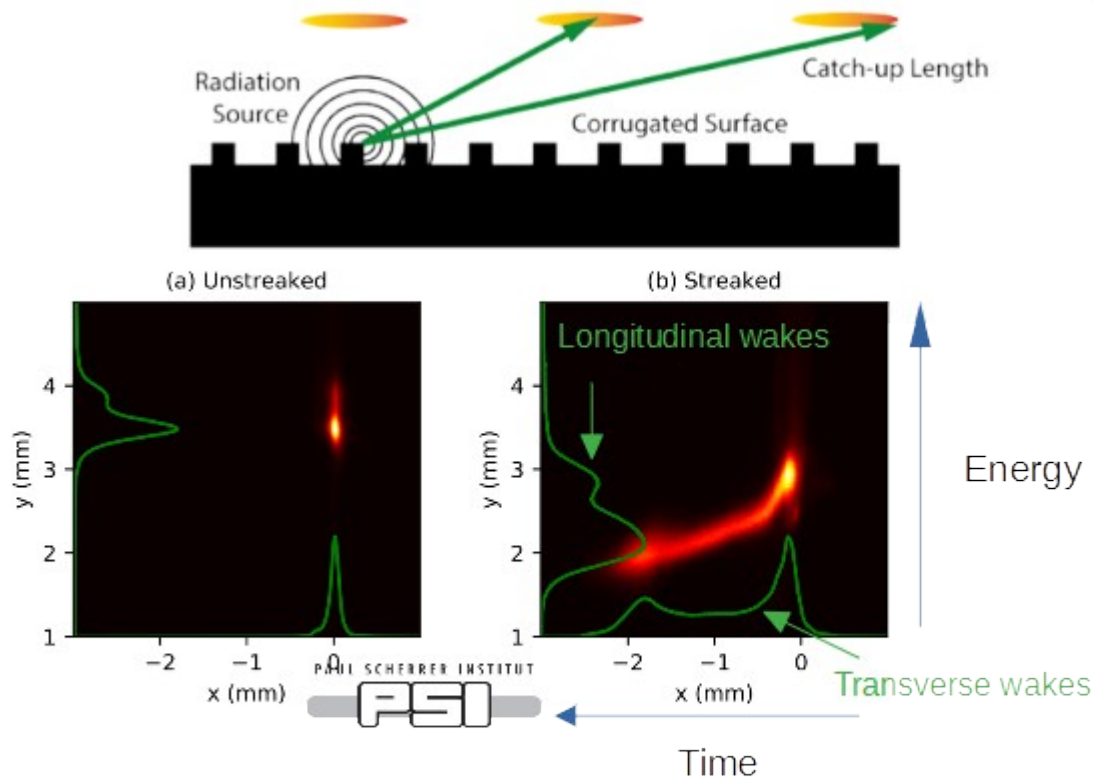 Radiation
Source
Catch-up Length
Corrugated Surface
(a) Unstreaked
(b) Streaked
Longitudinal wakes
4
3
2
1
y (mm)
−2
−1
0
x (mm)
4
3
2
1
y (mm)
−2
−1
0
x (mm)
Energy
Transverse wakes
PAUL SCHERRER INSTITUT
PSI
Time